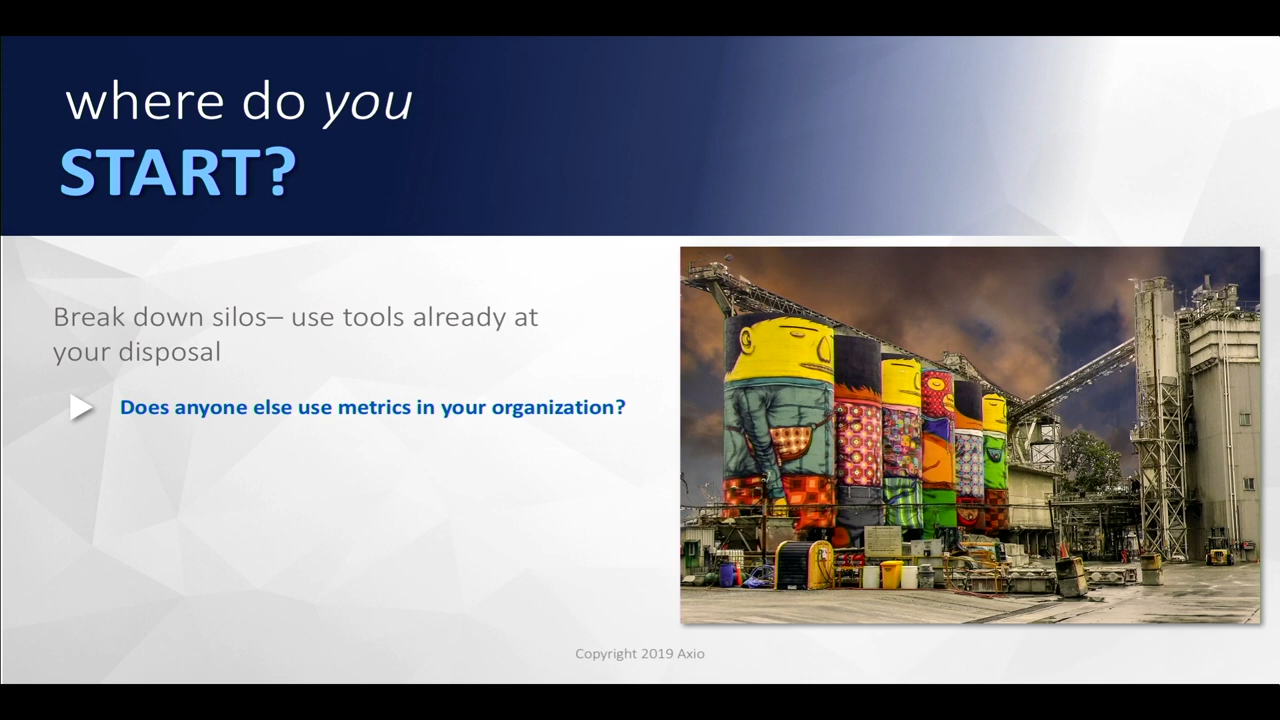 where do you
START?
Break down silos– use tools already at
your disposal
Does anyone else use metrics in your organization?
Copyright 2019 Axio